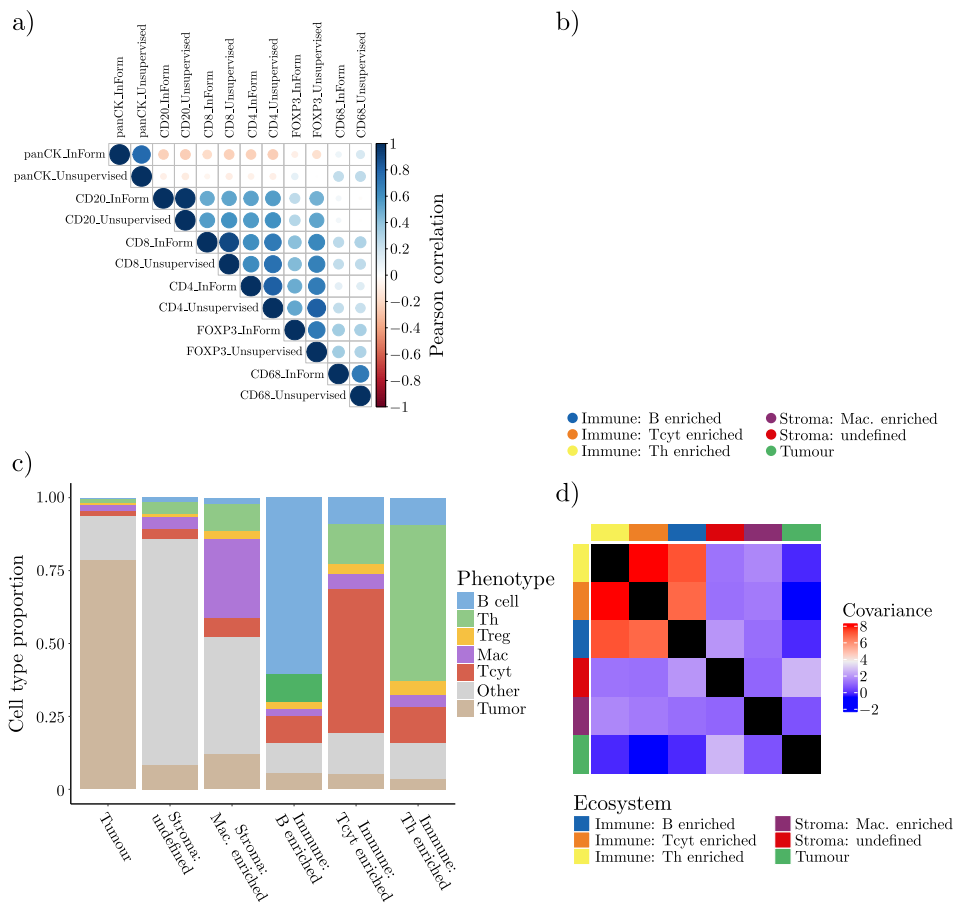 a)
b)
panCK_InForm
panCK_Unsupervised
CD20_InForm
CD20_Unsupervised
CD8_InForm
CD8_Unsupervised
CD4_InForm
CD4_Unsupervised
FOXP3_InForm
FOXP3_Unsupervised
CD68_InForm
CD68_Unsupervised
panCK_InForm
panCK_Unsupervised
CD20_InForm
CD20_Unsupervised
CD8_InForm
CD8_Unsupervised
CD4_InForm
CD4_Unsupervised
FOXP3_InForm
FOXP3_Unsupervised
CD68_InForm
CD68_Unsupervised
1
0.8
0.6
0.4
0.2
0
−0.2
−0.4
−0.6
−0.8
−1
Pearson correlation
Immune: B enriched
Immune: Tcyt enriched
Immune: Th enriched
Stroma: Mac. enriched
Stroma: undefined
Tumour
c)
Cell type proportion
1.00
0.75
0.50
0.25
0
Tumour
Stroma:
undefined
Stroma:
Mac. enriched
Immune:
B enriched
Immune:
Tcyt enriched
Immune:
Th enriched
Phenotype
B cell
Th
Treg
Mac
Tcyt
Other
Tumor
d)
Covariance
8
6
4
2
0
−2
Ecosystem
Immune: B enriched
Immune: Tcyt enriched
Immune: Th enriched
Stroma: Mac. enriched
Stroma: undefined
Tumour